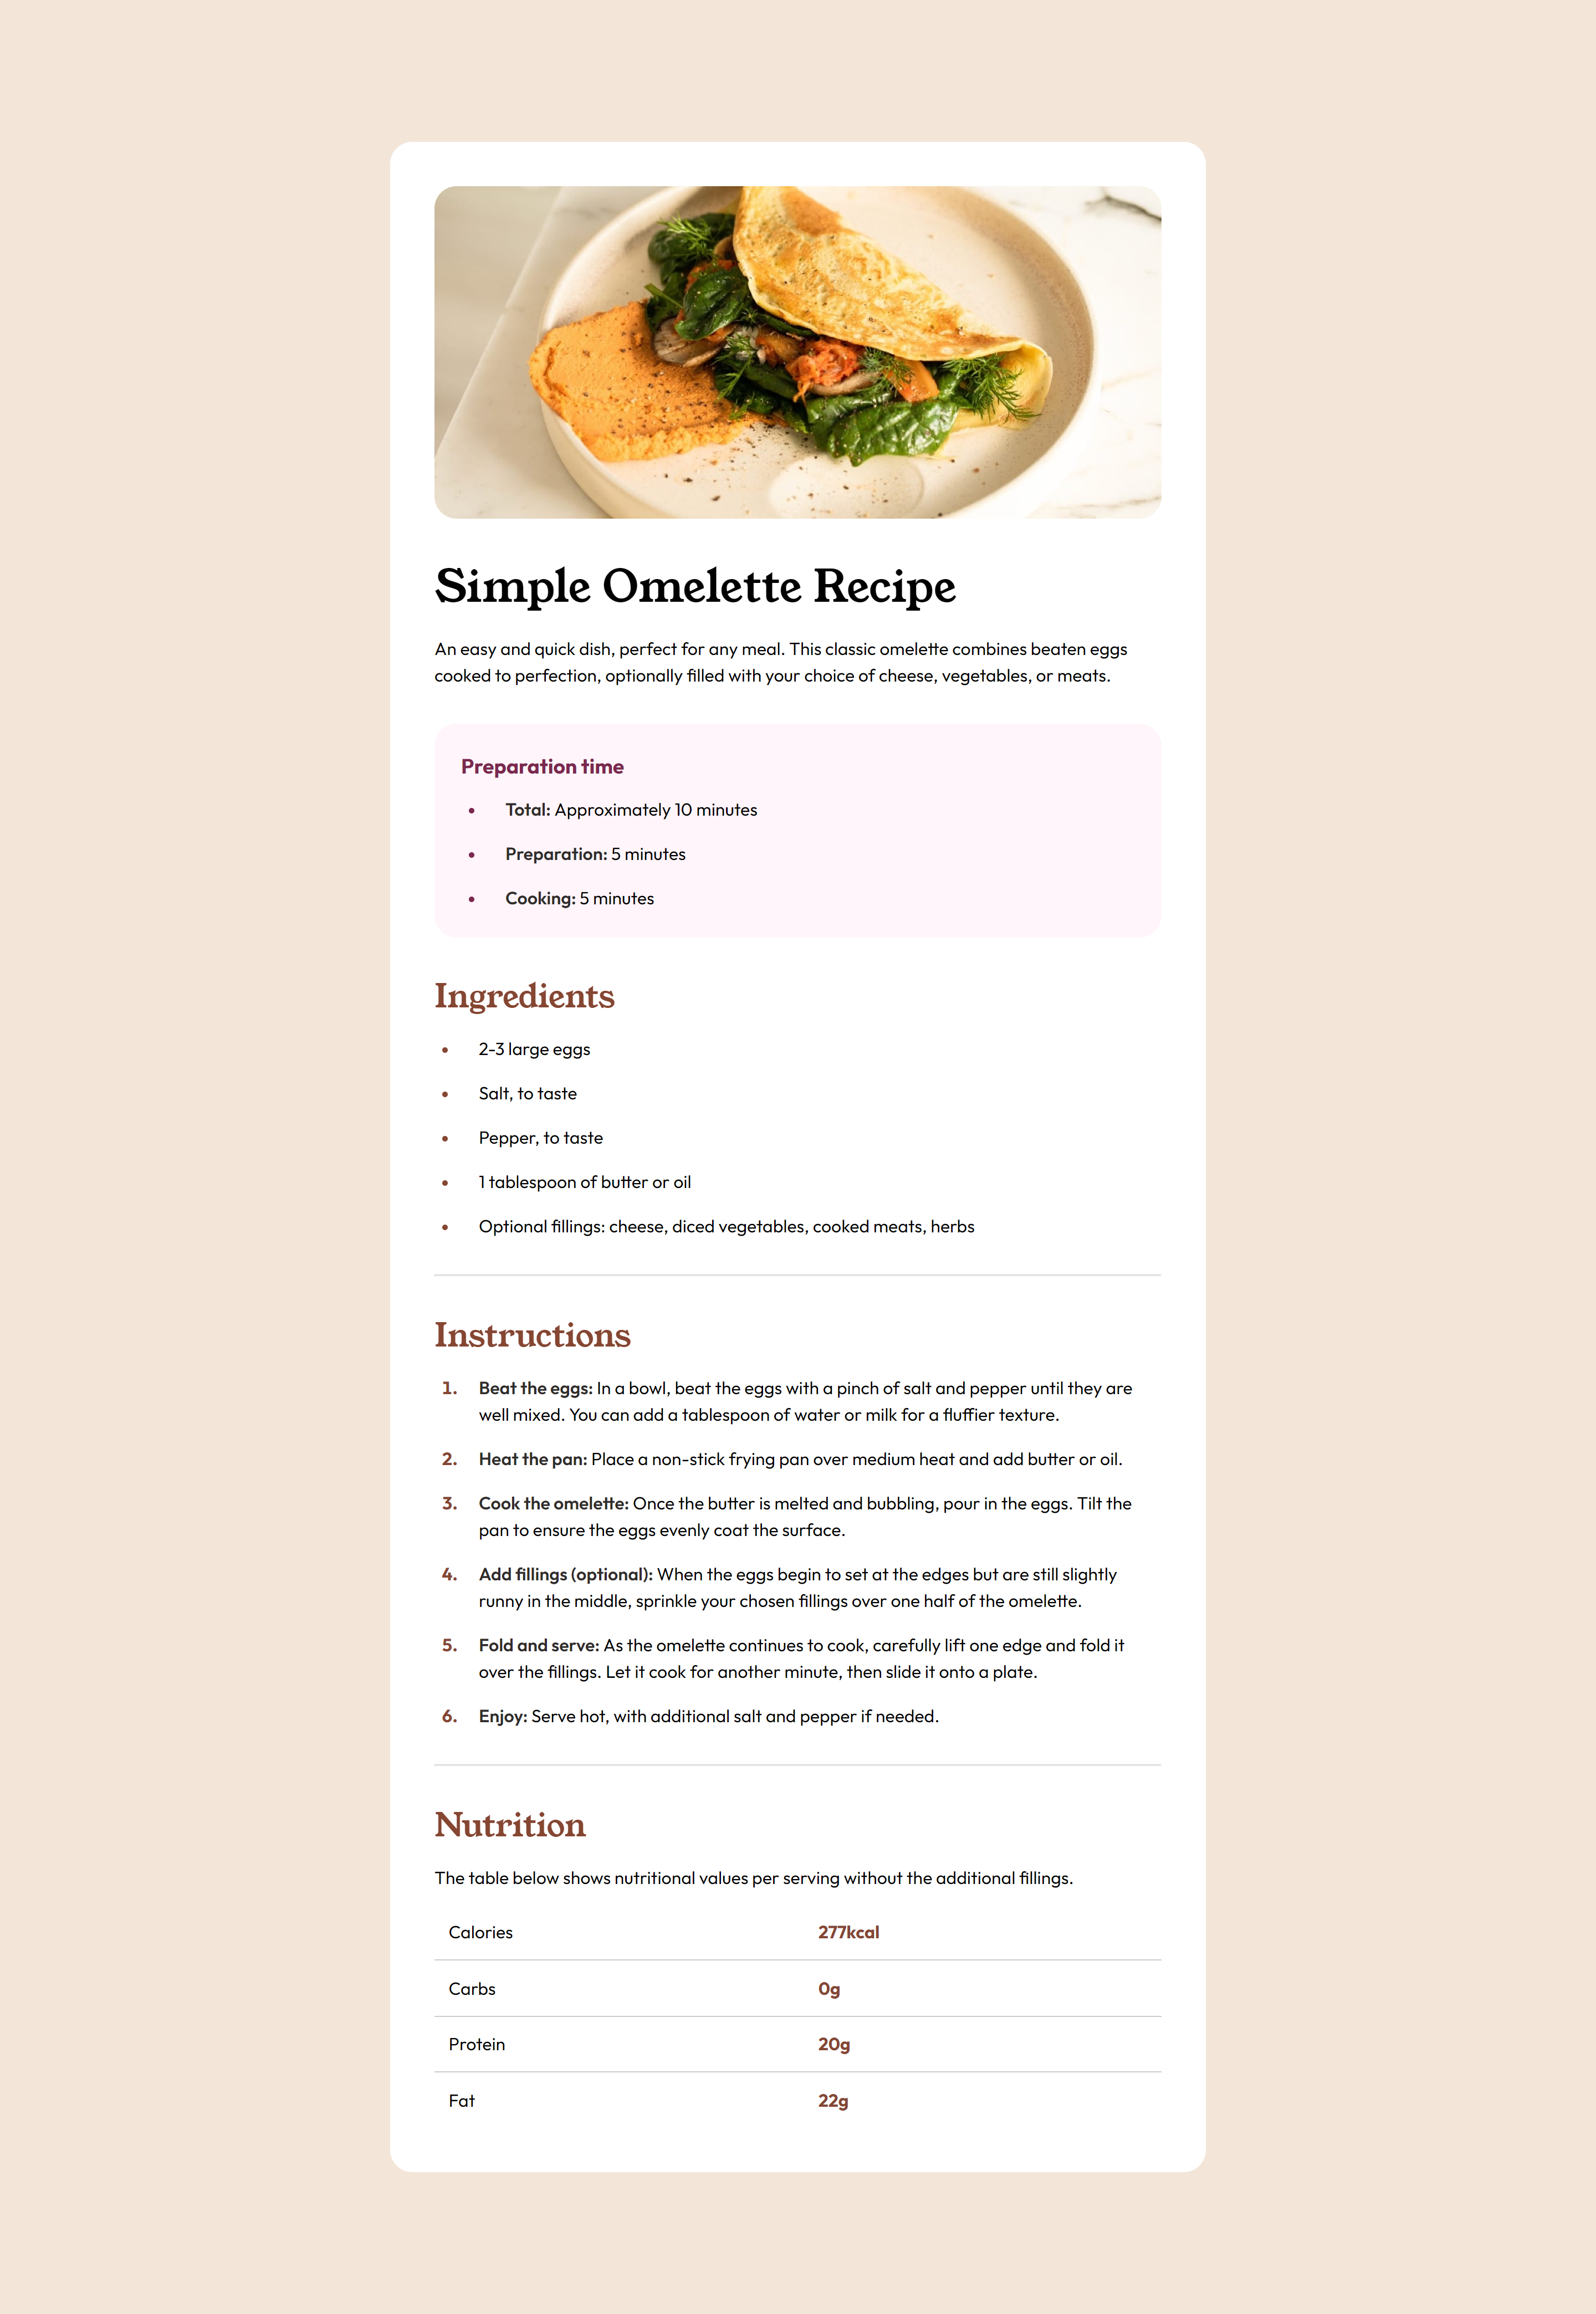 Simple Omelette Recipe
An easy and quick dish, perfect for any meal. This classic omelette combines beaten eggs
cooked to perfection, optionally filled with your choice of cheese, vegetables, or meats.
Preparation time
• Total: Approximately 10 minutes
• Preparation: 5 minutes
• Cooking: 5 minutes
Ingredients
• 2-3 large eggs
• Salt, to taste
• Pepper, to taste
• 1 tablespoon of butter or oil
• Optional fillings: cheese, diced vegetables, cooked meats, herbs
Instructions
1. Beat the eggs: In a bowl, beat the eggs with a pinch of salt and pepper until they are
well mixed. You can add a tablespoon of water or milk for a fluffier texture.
2. Heat the pan: Place a non-stick frying pan over medium heat and add butter or oil.
3. Cook the omelette: Once the butter is melted and bubbling, pour in the eggs. Tilt the
pan to ensure the eggs evenly coat the surface.
4. Add fillings (optional): When the eggs begin to set at the edges but are still slightly
runny in the middle, sprinkle your chosen fillings over one half of the omelette.
5. Fold and serve: As the omelette continues to cook, carefully lift one edge and fold it
over the fillings. Let it cook for another minute, then slide it onto a plate.
6. Enjoy: Serve hot, with additional salt and pepper if needed.
Nutrition
The table below shows nutritional values per serving without the additional fillings.
Calories 277kcal
Carbs 0g
Protein 20g
Fat 22g